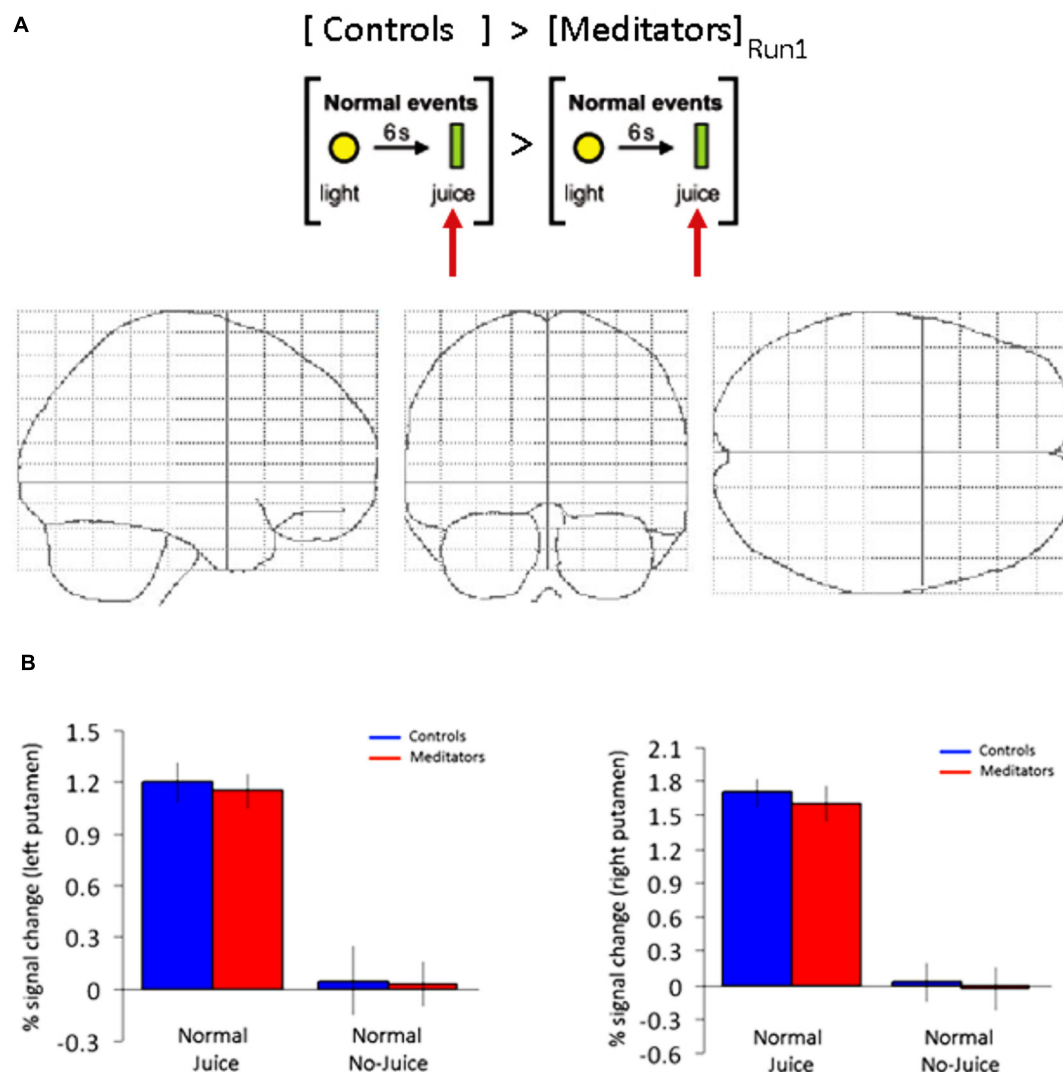 A
[ Controls ] > [Meditators]Run1
Normal events
6s
light juice
>
Normal events
6s
light juice
B
% signal change (left putamen)
1.5
1.2
0.9
0.6
0.3
0
-0.3
Controls
Meditators
Normal Juice
Normal No-Juice
% signal change (right putamen)
2.1
1.8
1.5
1.2
0.9
0.6
0.3
0
-0.3
-0.6
Controls
Meditators
Normal Juice
Normal No-Juice